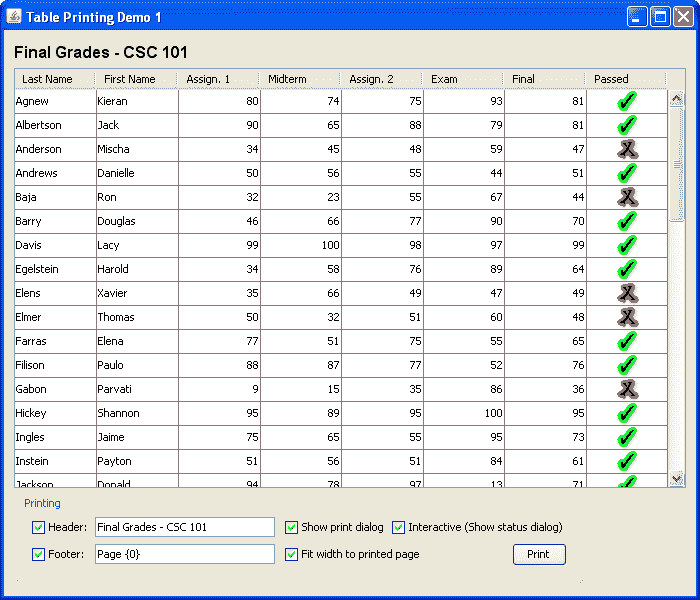 Table Printing Demo 1
Final Grades - CSC 101
Last Name First Name Assign. 1 Midterm Assign. 2 Exam Final Passed
Agnew Kieran 80 74 75 93 81
Albertson Jack 90 65 88 79 81
Anderson Mischa 34 45 48 59 47
Andrews Danielle 50 56 55 44 51
Baja Ron 32 23 55 67 44
Barry Douglas 46 66 77 90 70
Davis Lacy 99 100 98 97 99
Egelstein Harold 34 58 76 89 64
Elens Xavier 35 66 49 47 49
Elmer Thomas 50 32 51 60 48
Farras Elena 77 51 75 55 65
Filison Paulo 88 87 77 52 76
Gabon Parvati 9 15 35 86 36
Hickey Shannon 95 89 95 100 95
Ingles Jaime 75 65 55 95 73
Instein Payton 51 56 51 84 61
Jackson Donald 94 78 97 13 71
Printing
Header: Final Grades - CSC 101 Show print dialog Interactive (Show status dialog)
Footer: Page {0} Fit width to printed page Print